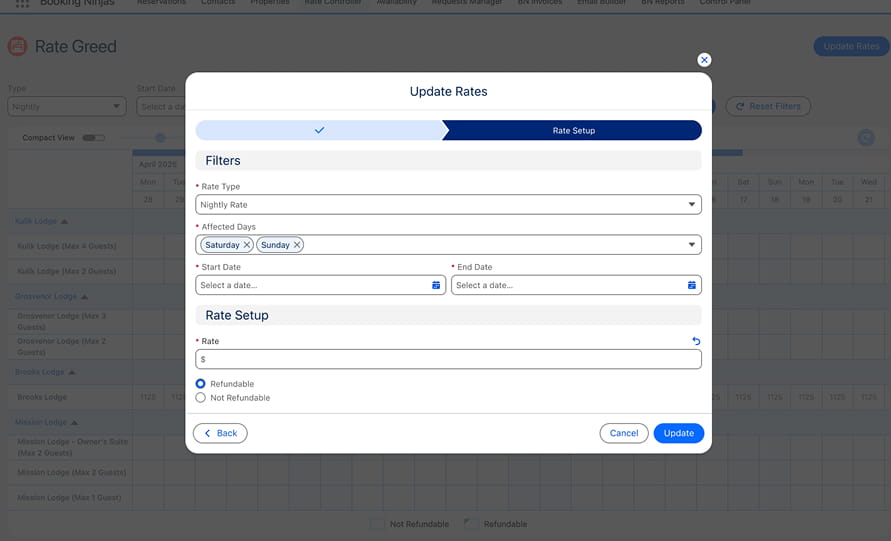 Booking Ninjas Reservations Contacts Properties Rate Controller Availability Requests Manager BN Invoices Email Builder BN Reports Control Panel
Rate Greed
Update Rates
Type
Start Date
Nightly
Select a da
Reset Filters
Compact View
April 2025
Mon
Sat Sun Mon Tue Wed
28 29
17 18 19 20 21
Kulik Lodge
Kulik Lodge (Max 4 Guests)
Kulik Lodge (Max 2 Guests)
Grosvenor Lodge
Grosvenor Lodge (Max 3
Guests)
Grosvenor Lodge (Max 2
Guests)
Brooks Lodge
Brooks Lodge 1125 1125 1125 1125 1125 1125 1125
Mission Lodge
Mission Lodge - Owner's Suite
(Max 2 Guests)
Mission Lodge (Max 2 Guests)
Mission Lodge (Max 1 Guest)
Not Refundable Refundable
Update Rates
Rate Setup
Filters
* Rate Type
Nightly Rate
* Affected Days
Saturday Sunday
* Start Date * End Date
Select a date... Select a date...
Rate Setup
* Rate
$
Refundable
Not Refundable
Back Cancel Update